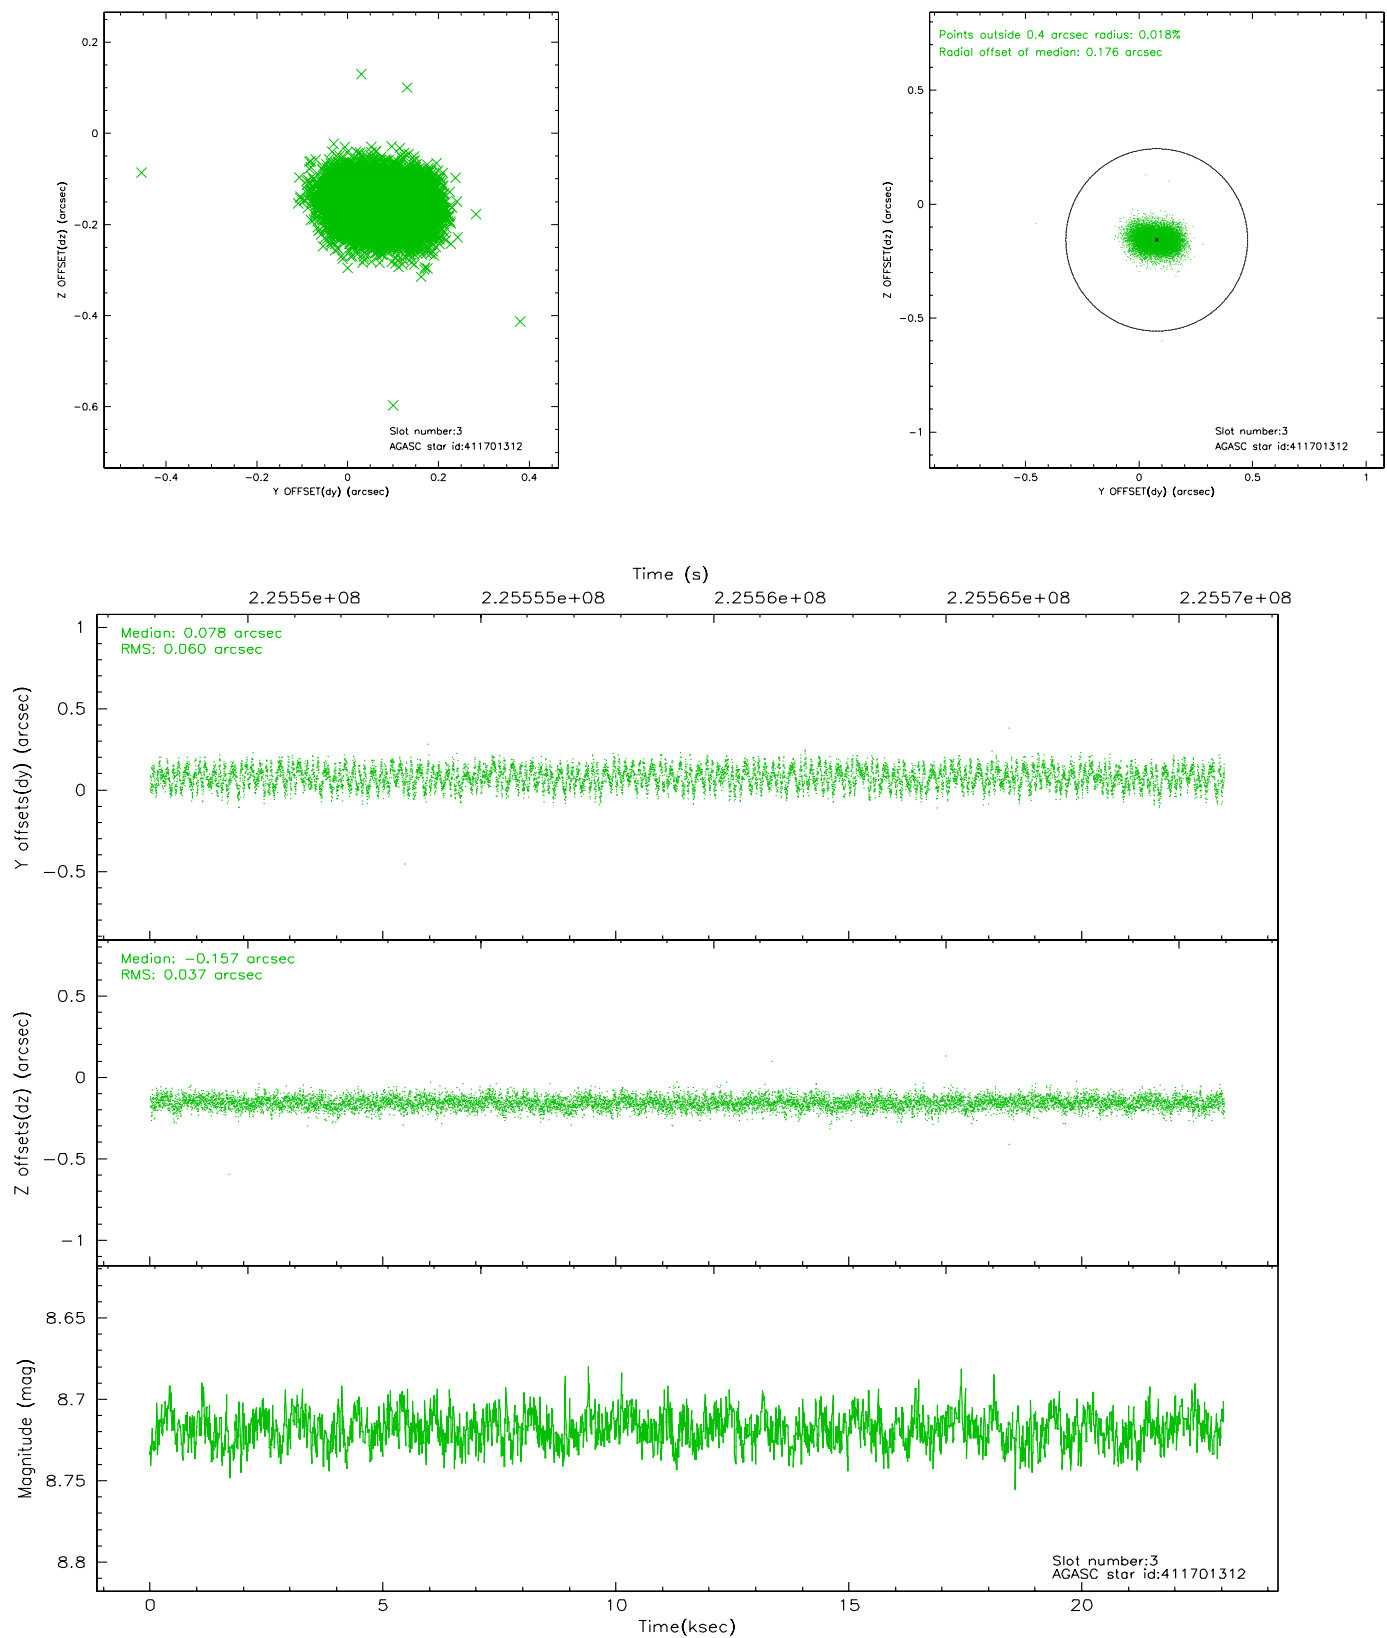 0.2
0
−0.2
−0.4
−0.6
−0.4
−0.2
0
0.2
0.4
Z OFFSET(dz) (arcsec)
Y OFFSET(dy) (arcsec)
Slot number:3
AGASC star id:411701312
Points outside 0.4 arcsec radius: 0.018%
Radial offset of median: 0.176 arcsec
0.5
0
−0.5
−1
−0.5
0
0.5
1
Z OFFSET(dz) (arcsec)
Y OFFSET(dy) (arcsec)
Slot number:3
AGASC star id:411701312
Time (s)
2.2555e+08
2.25555e+08
2.2556e+08
2.25565e+08
2.2557e+08
Median: 0.078 arcsec
RMS: 0.060 arcsec
1
0.5
0
−0.5
Y offsets(dy) (arcsec)
Median: −0.157 arcsec
RMS: 0.037 arcsec
0.5
0
−0.5
−1
Z offsets(dz) (arcsec)
8.65
8.7
8.75
8.8
Magnitude (mag)
Slot number:3
AGASC star id:411701312
0
5
10
15
20
Time(ksec)